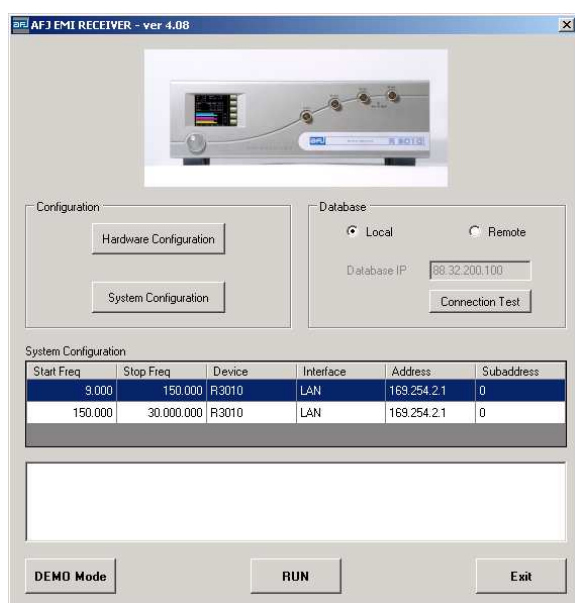 AFJ EMI RECEIVER - ver 4.08
AFJ
Configuration
Hardware Configuration
System Configuration
Database
Local
Remote
Database IP
88.32.200.100
Connection Test
System Configuration
Start Freq Stop Freq Device Interface Address Subaddress
9.000 150.000 R3010 LAN 169.254.2.1 0
150.000 30.000.000 R3010 LAN 169.254.2.1 0
DEMO Mode
RUN
Exit